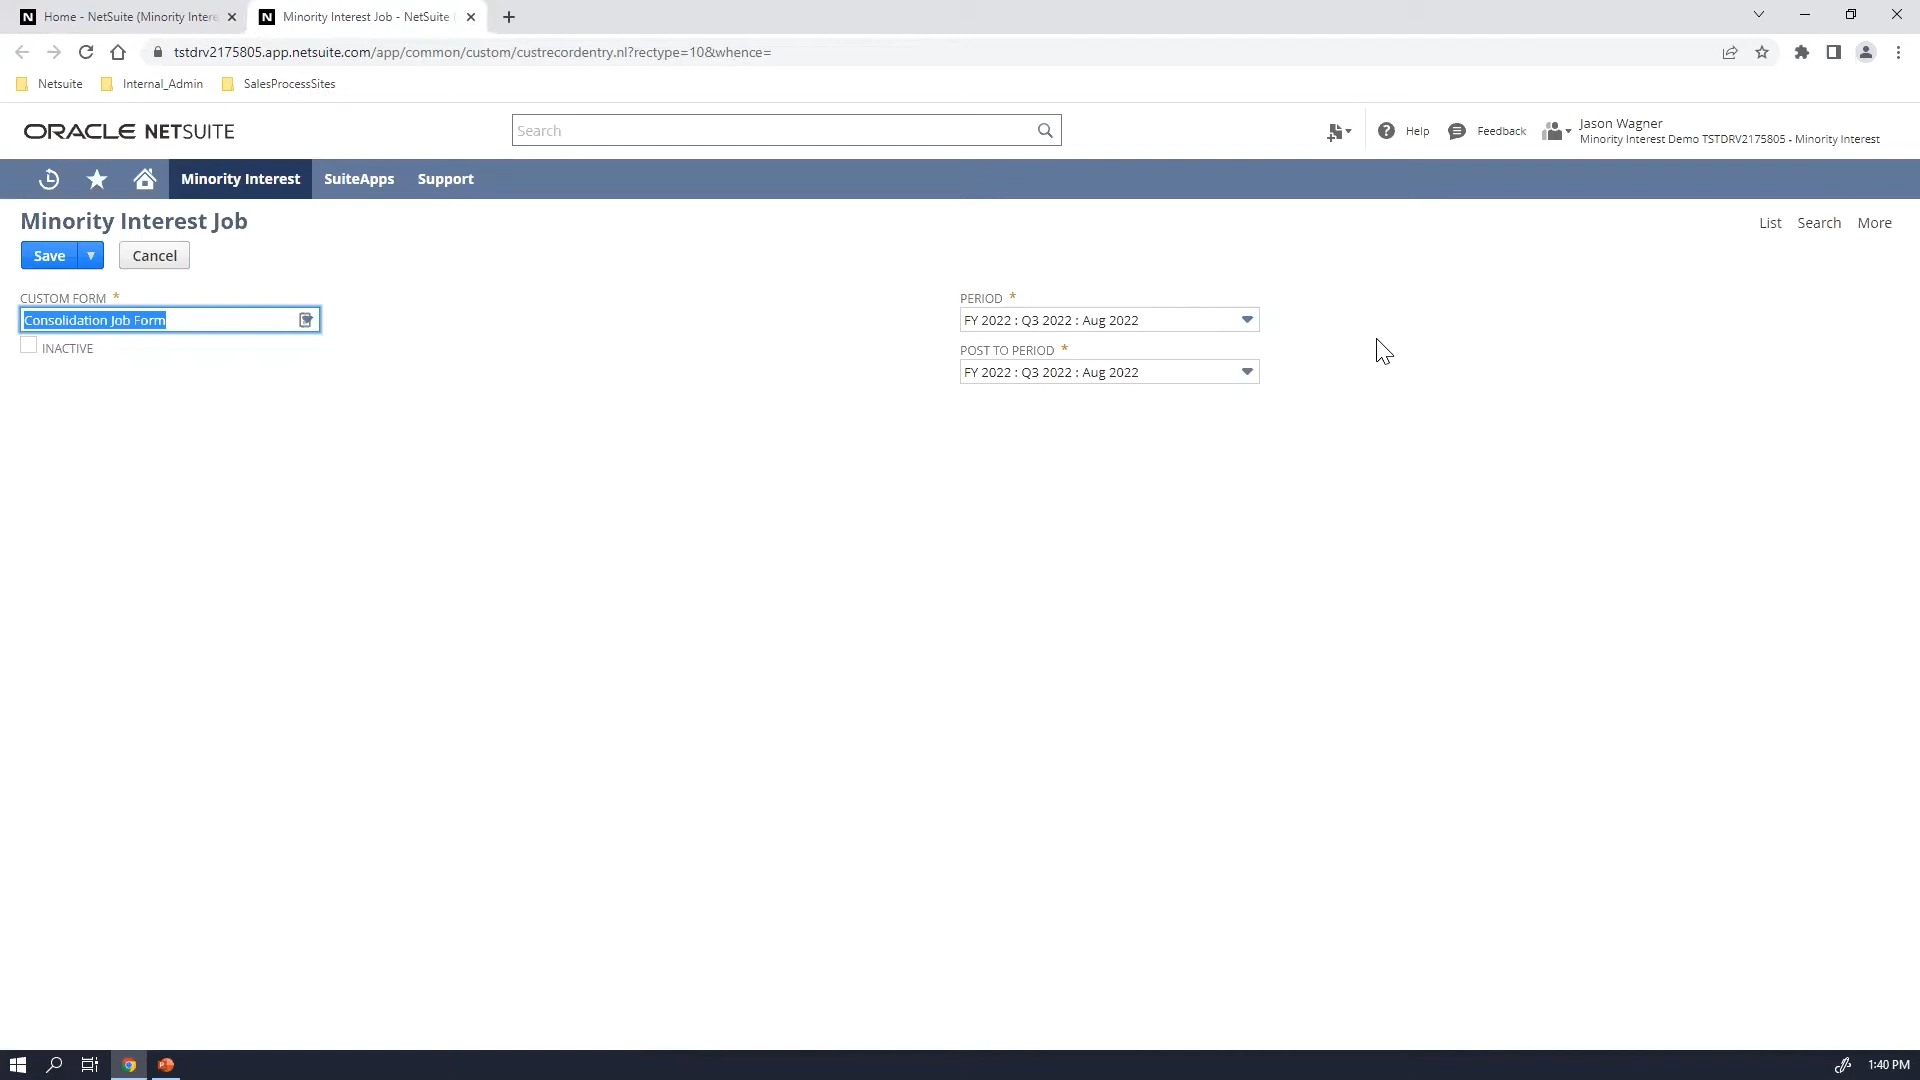 Home - NetSuite (Minority Intere
Minority Interest Job - NetSuite (
tstdrv2175805.app.netsuite.com/app/common/custom/custrecordentry.nl?rectype=10&whence=
Netsuite
Internal_Admin
SalesProcessSites
ORACLE NETSUITE
Search
Help
Feedback
Jason Wagner
Minority Interest Demo TSTDRV2175805 - Minority Interest
Minority Interest
SuiteApps
Support
Minority Interest Job
List
Search
More
Save
Cancel
CUSTOM FORM *
Consolidation Job Form
INACTIVE
PERIOD *
FY 2022 : Q3 2022 : Aug 2022
POST TO PERIOD *
FY 2022 : Q3 2022 : Aug 2022
1:40 PM